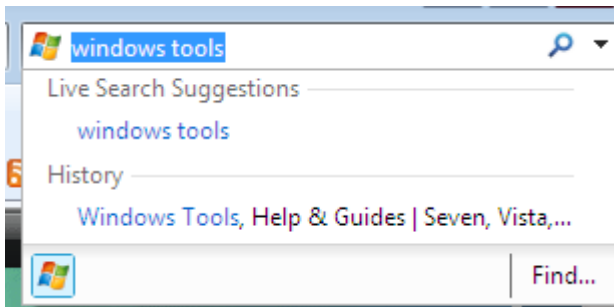 windows tools
Live Search Suggestions
windows tools
History
Windows Tools, Help & Guides | Seven, Vista,...
Find...